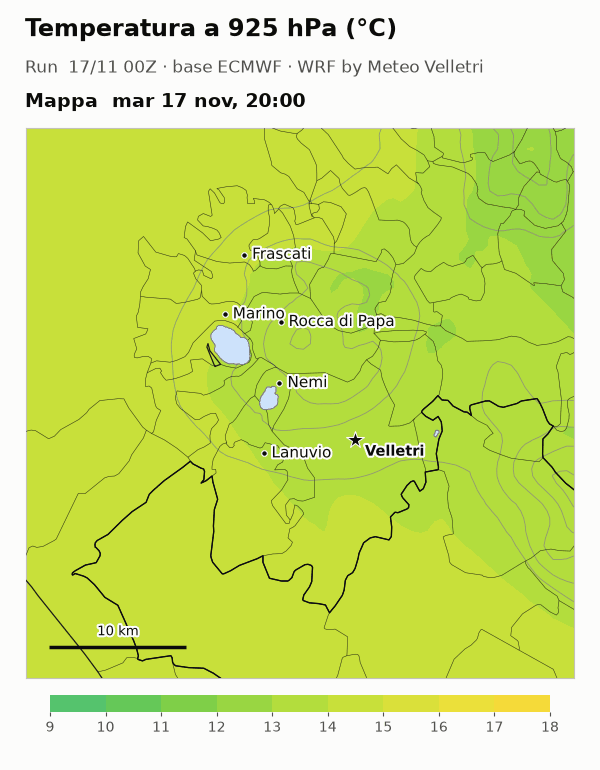 Temperatura a 925 hPa (°C)
Run  17/11 00Z · base ECMWF · WRF by Meteo Velletri
Mappa  mar 17 nov, 20:00
Frascati
Marino
Rocca di Papa
Nemi
Velletri
Lanuvio
10 km
9 10 11 12 13 14 15 16 17 18